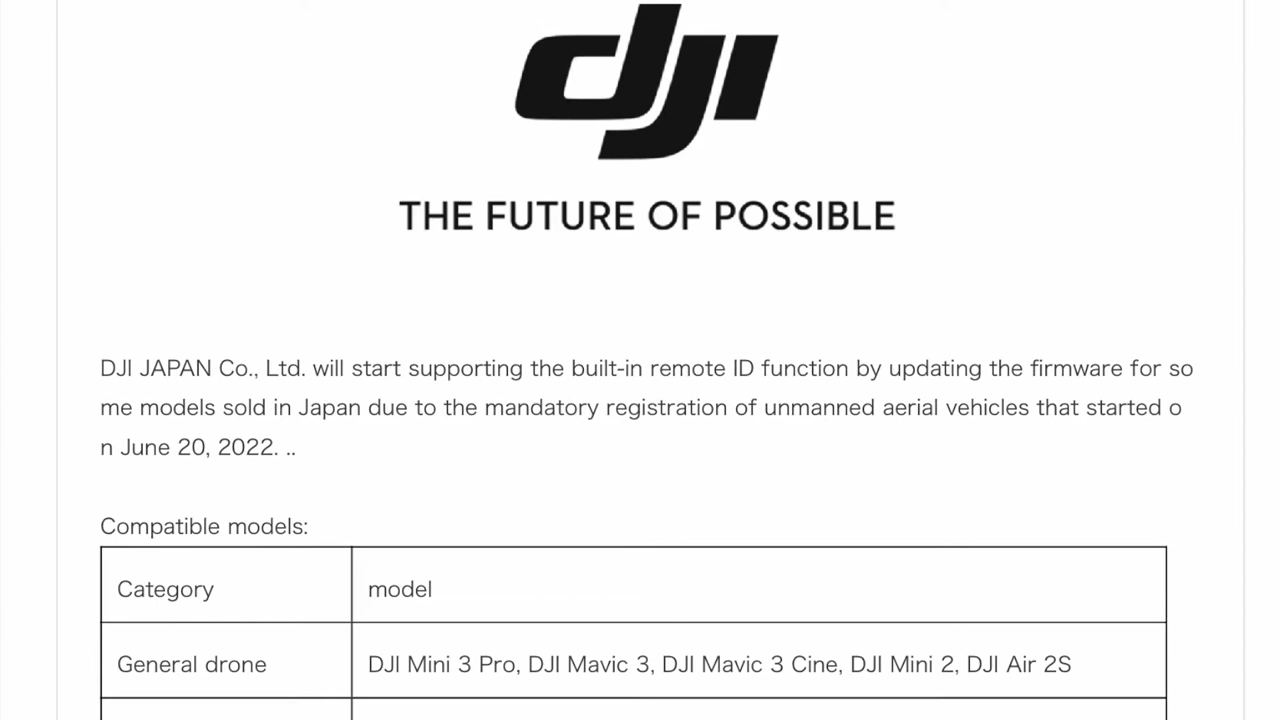 dji
THE FUTURE OF POSSIBLE
DJI JAPAN Co., Ltd. will start supporting the built-in remote ID function by updating the firmware for so
me models sold in Japan due to the mandatory registration of unmanned aerial vehicles that started o
n June 20, 2022. ..
Compatible models:
Category model
General drone DJI Mini 3 Pro, DJI Mavic 3, DJI Mavic 3 Cine, DJI Mini 2, DJI Air 2S